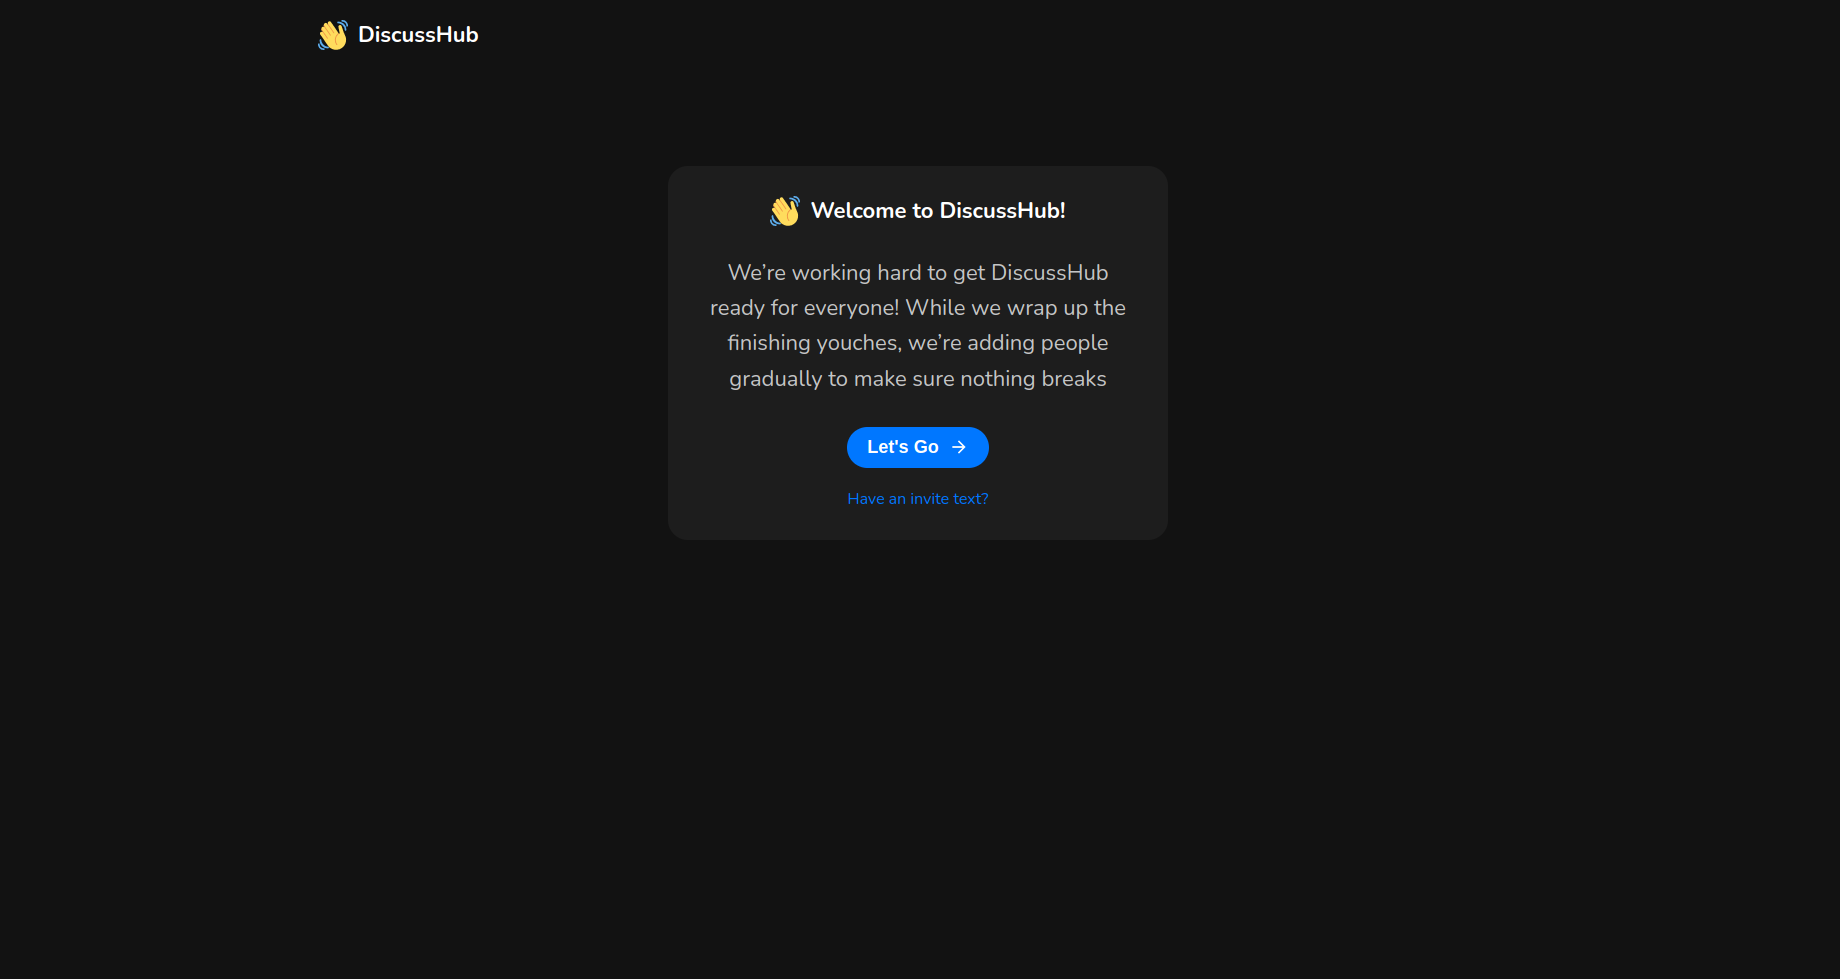 DiscussHub
Welcome to DiscussHub!
We’re working hard to get DiscussHub
ready for everyone! While we wrap up the
finishing youches, we’re adding people
gradually to make sure nothing breaks
Let's Go
Have an invite text?